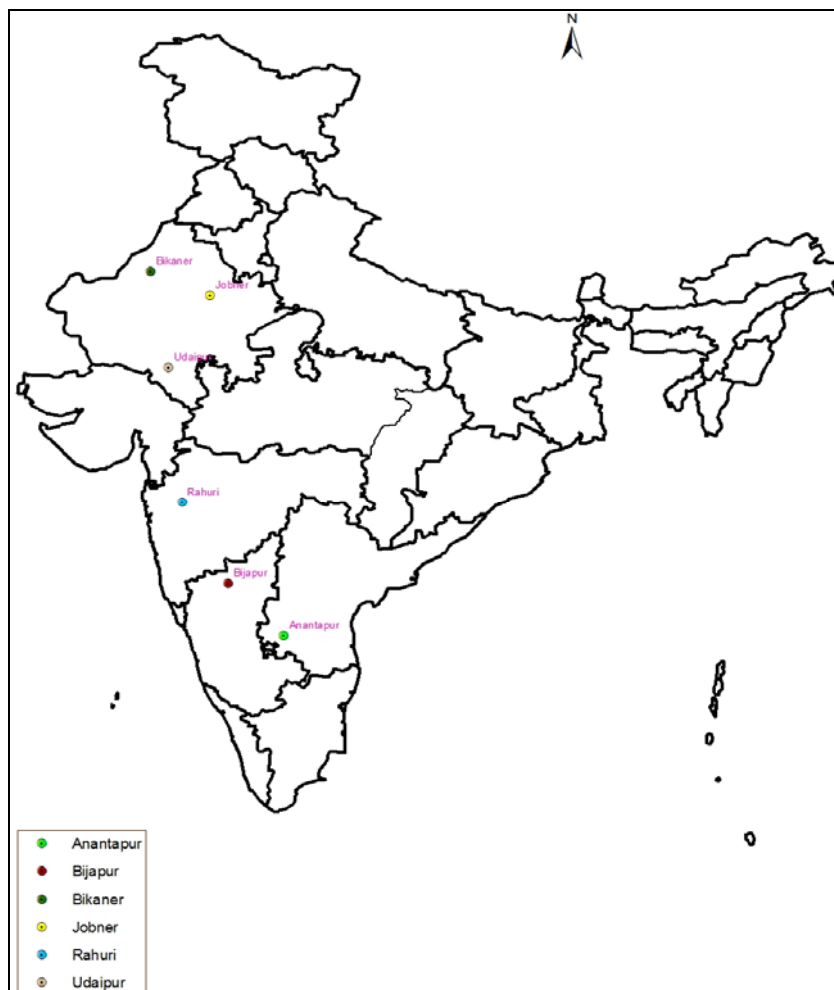 N
Bikaner
Jobner
Udaipur
Rahuri
Bijapur
Anantapur
Anantapur
Bijapur
Bikaner
Jobner
Rahuri
Udaipur